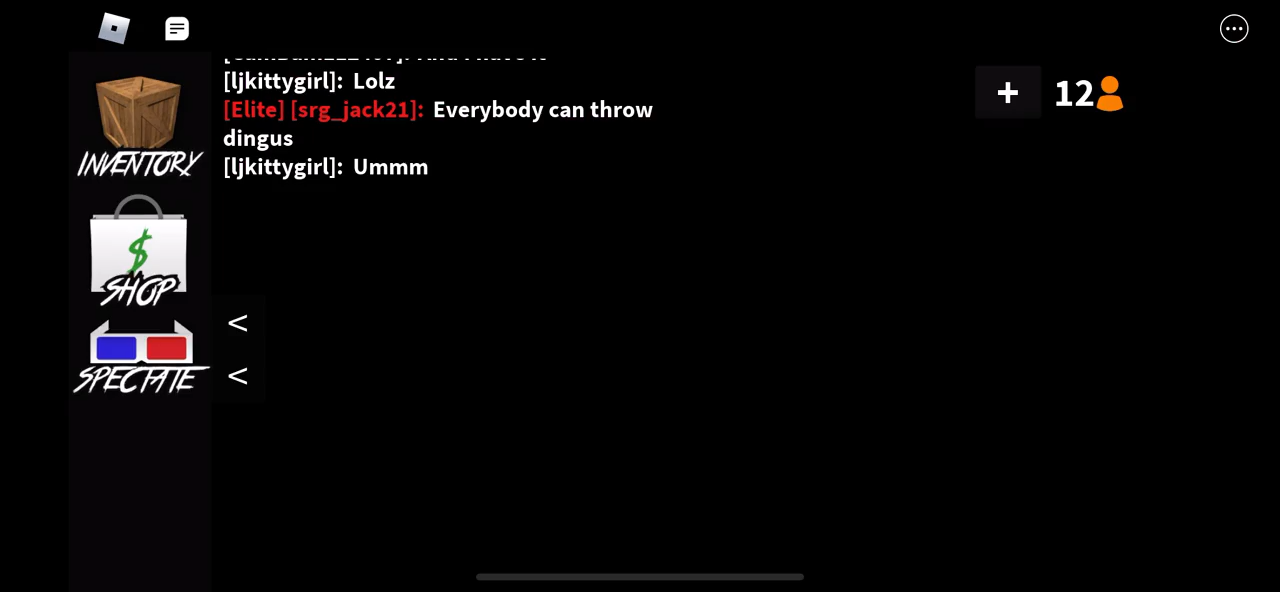 [ljkittygirl]: Lolz
[Elite] [srg_jack21]: Everybody can throw
dingus
[ljkittygirl]: Ummm
+ 12
INVENTORY
$
SHOP
<
SPECTATE
<